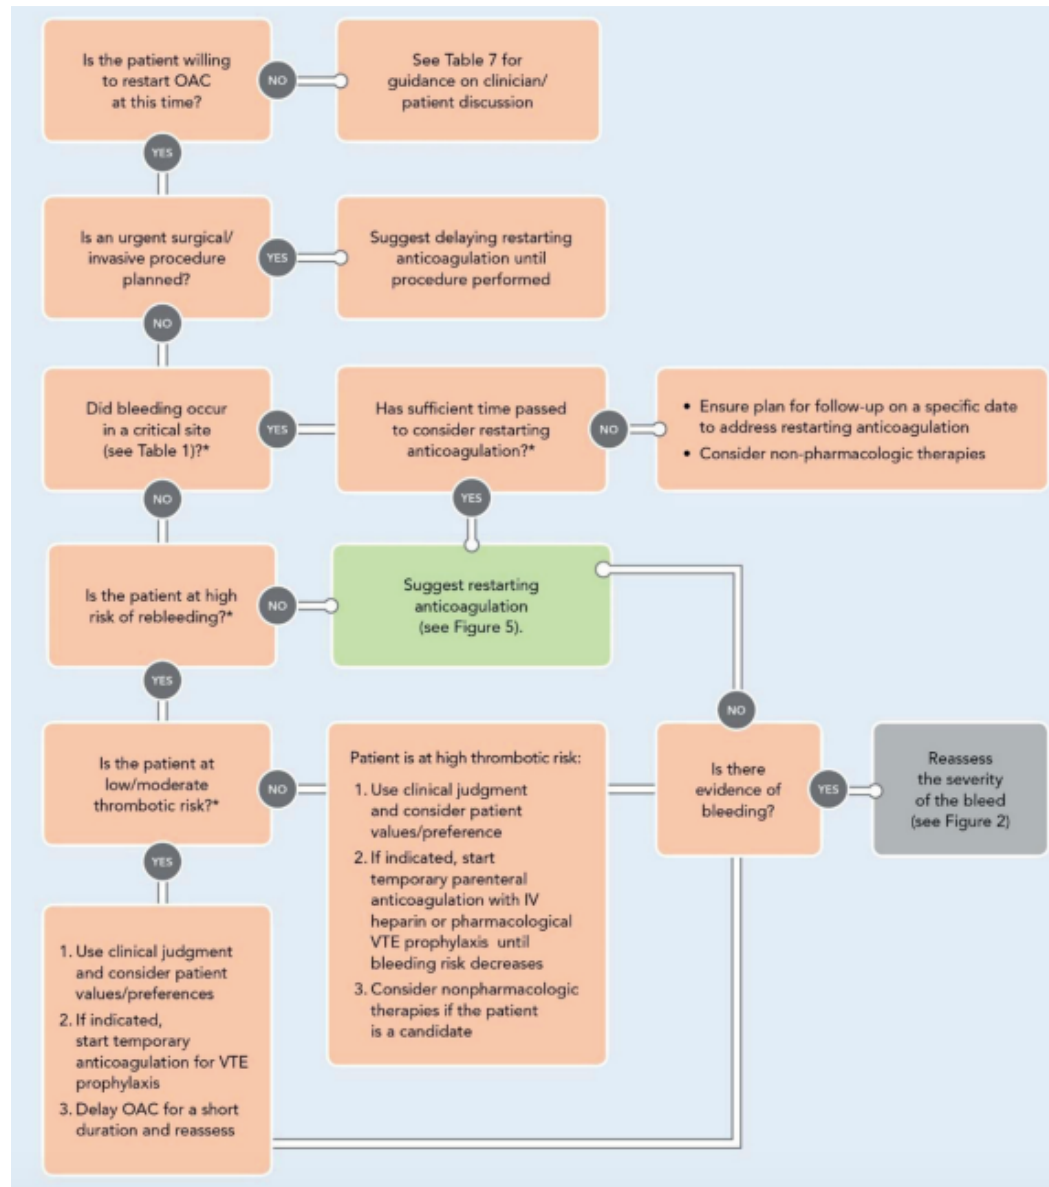 Is the patient willing
to restart OAC
at this time?
NO
See Table 7 for
guidance on clinician/
patient discussion
YES
Is an urgent surgical/
invasive procedure
planned?
YES
Suggest delaying restarting
anticoagulation until
procedure performed
NO
Did bleeding occur
in a critical site
(see Table 1)?*
YES
Has sufficient time passed
to consider restarting
anticoagulation?*
NO
• Ensure plan for follow-up on a specific date
to address restarting anticoagulation
• Consider non-pharmacologic therapies
NO
YES
Is the patient at high
risk of rebleeding?*
NO
Suggest restarting
anticoagulation
(see Figure 5).
YES
NO
Is the patient at
low/moderate
thrombotic risk?*
NO
Patient is at high thrombotic risk:
1. Use clinical judgment
and consider patient
values/preference
2. If indicated, start
temporary parenteral
anticoagulation with IV
heparin or pharmacological
VTE prophylaxis until
bleeding risk decreases
3. Consider nonpharmacologic
therapies if the patient
is a candidate
Is there
evidence of
bleeding?
YES
Reassess
the severity
of the bleed
(see Figure 2)
YES
1. Use clinical judgment
and consider patient
values/preferences
2. If indicated,
start temporary
anticoagulation for VTE
prophylaxis
3. Delay OAC for a short
duration and reassess